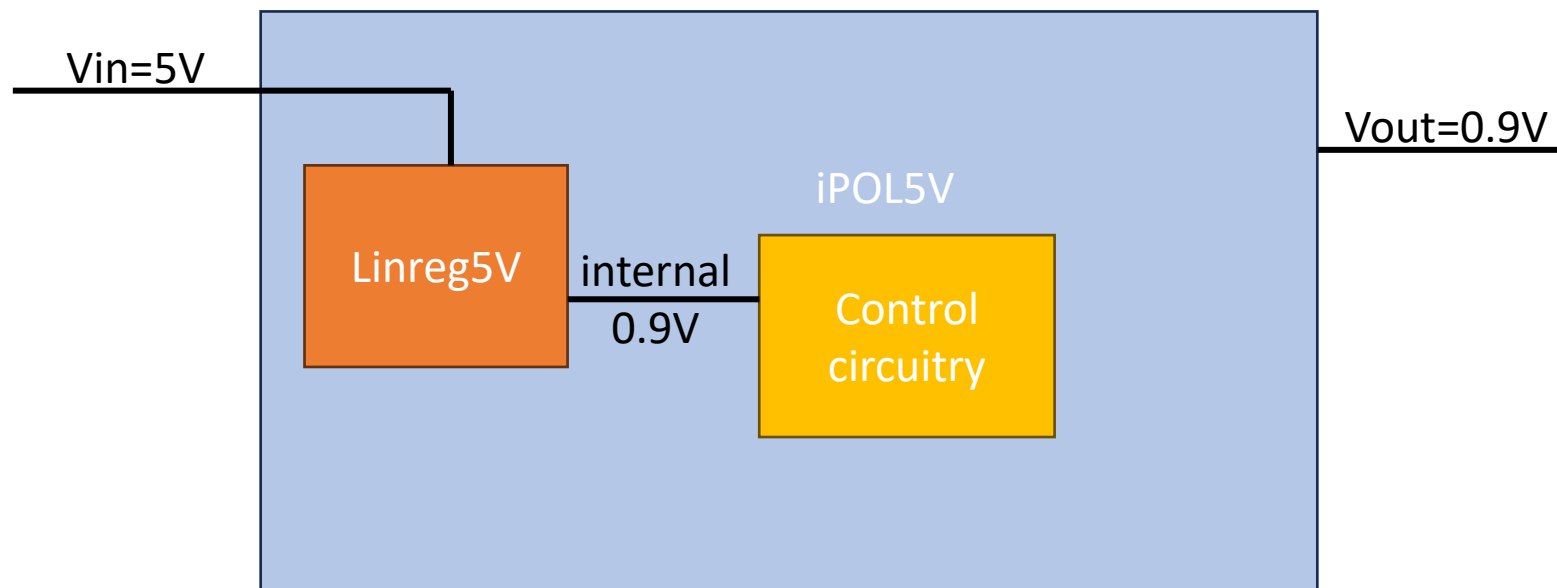 Vin=5V
Vout=0.9V
iPOL5V
Linreg5V
internal
0.9V
Control
circuitry